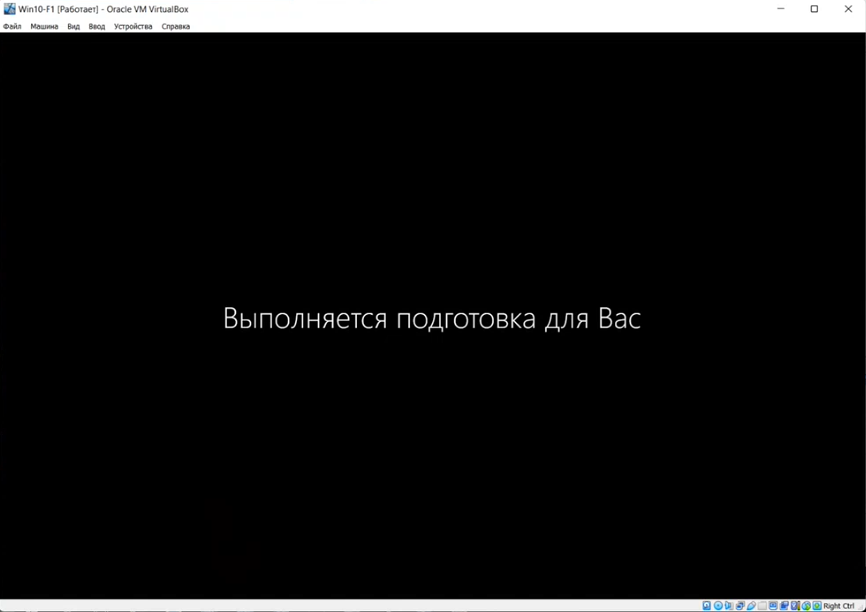 Win10-F1 [Работает] - Oracle VM VirtualBox
Файл Машина Вид Ввод Устройства Справка
Выполняется подготовка для Вас
Right Ctrl